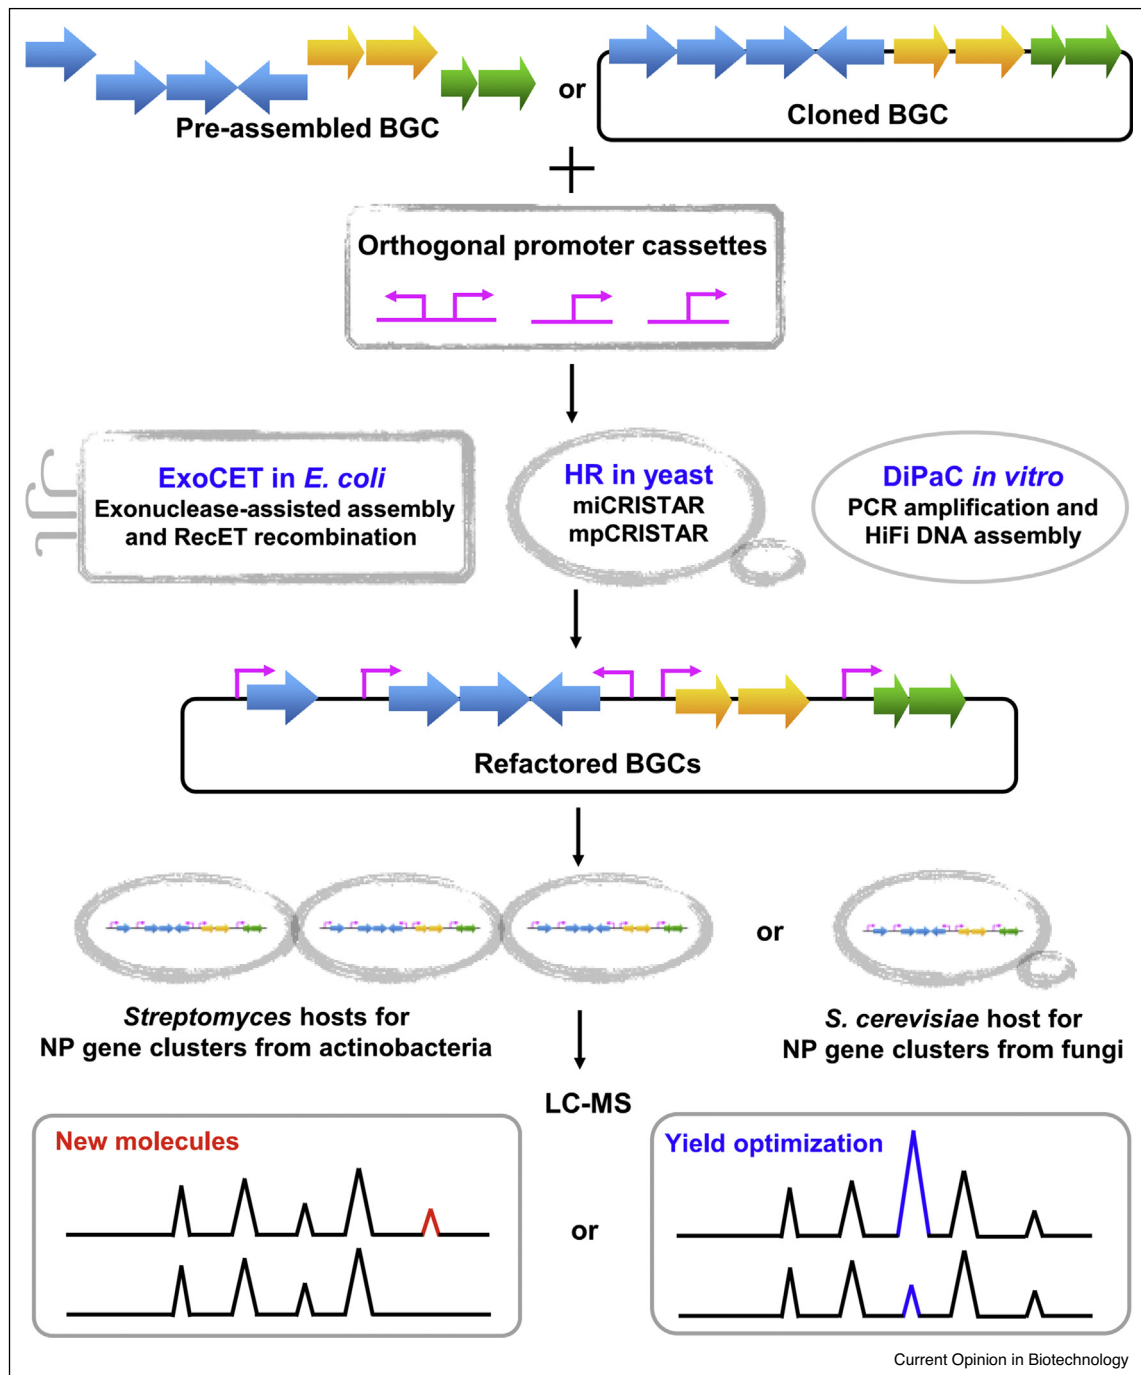 Pre-assembled BGC
or
Cloned BGC
Orthogonal promoter cassettes
ExoCET in E. coli
Exonuclease-assisted assembly
and RecET recombination
HR in yeast
miCRISTAR
mpCRISTAR
DiPaC in vitro
PCR amplification and
HiFi DNA assembly
Refactored BGCs
or
Streptomyces hosts for
NP gene clusters from actinobacteria
S. cerevisiae host for
NP gene clusters from fungi
LC-MS
New molecules
or
Yield optimization
Current Opinion in Biotechnology